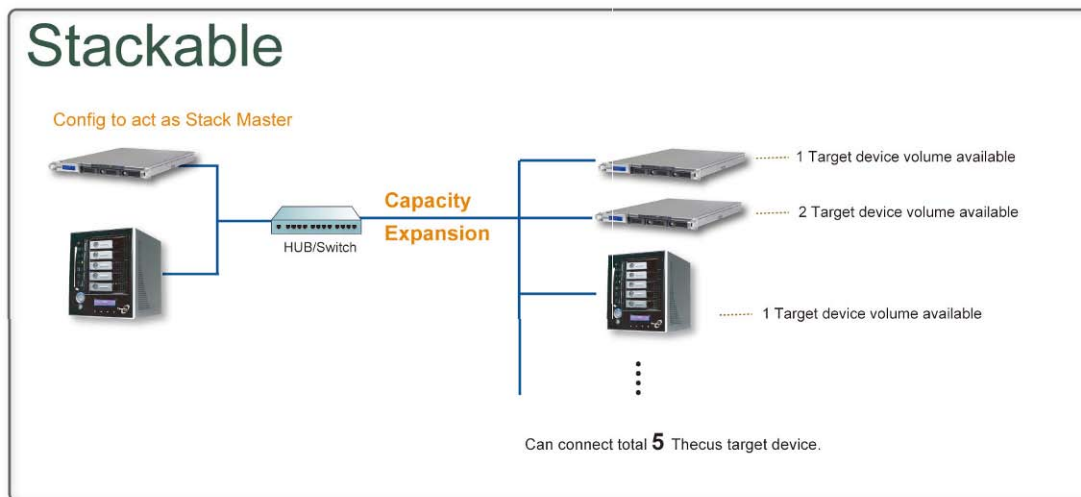 Stackable
Config to act as Stack Master
HUB/Switch
Capacity
Expansion
1 Target device volume available
2 Target device volume available
1 Target device volume available
Can connect total 5 Thecus target device.